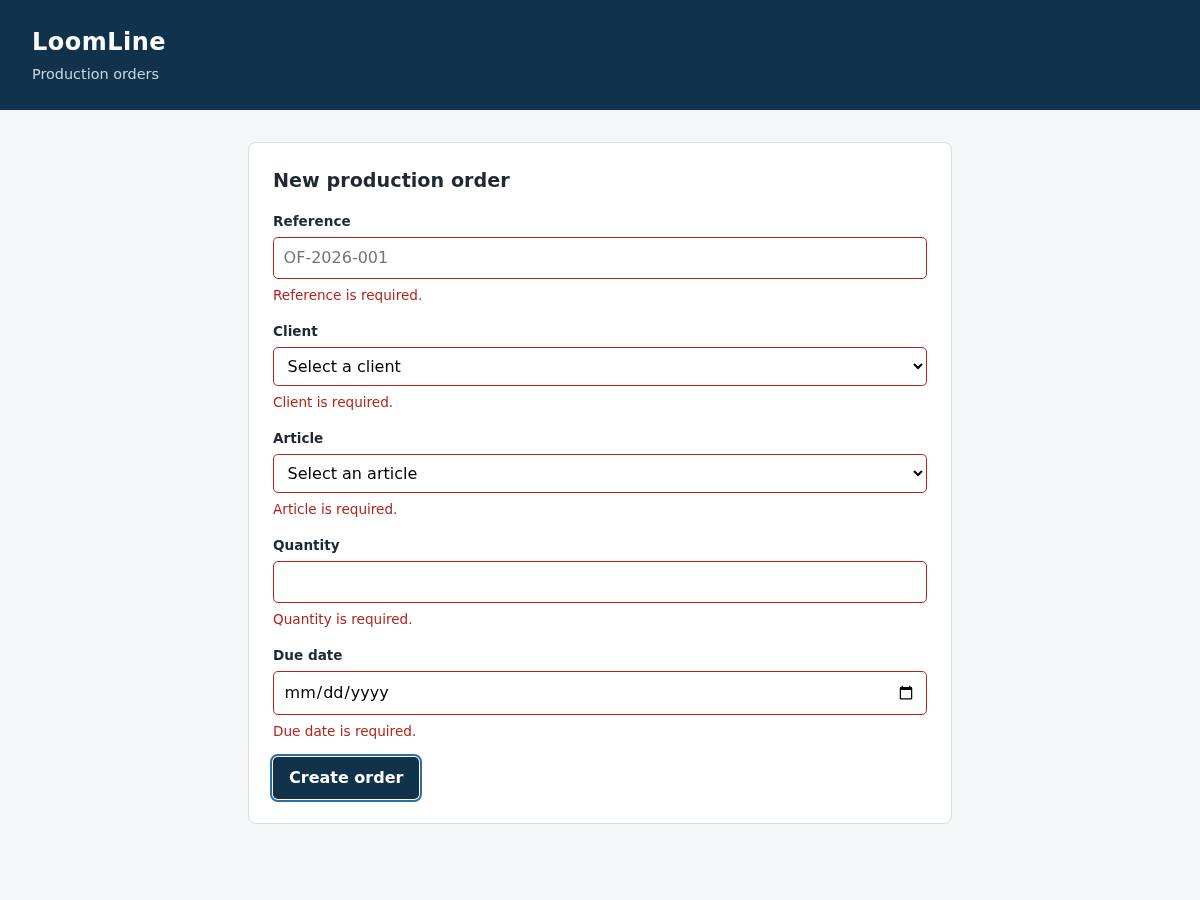 LoomLine
Production orders
New production order
Reference
OF-2026-001
Reference is required.
Client
Select a client
Client is required.
Article
Select an article
Article is required.
Quantity
Quantity is required.
Due date
mm/dd/yyyy
Due date is required.
Create order